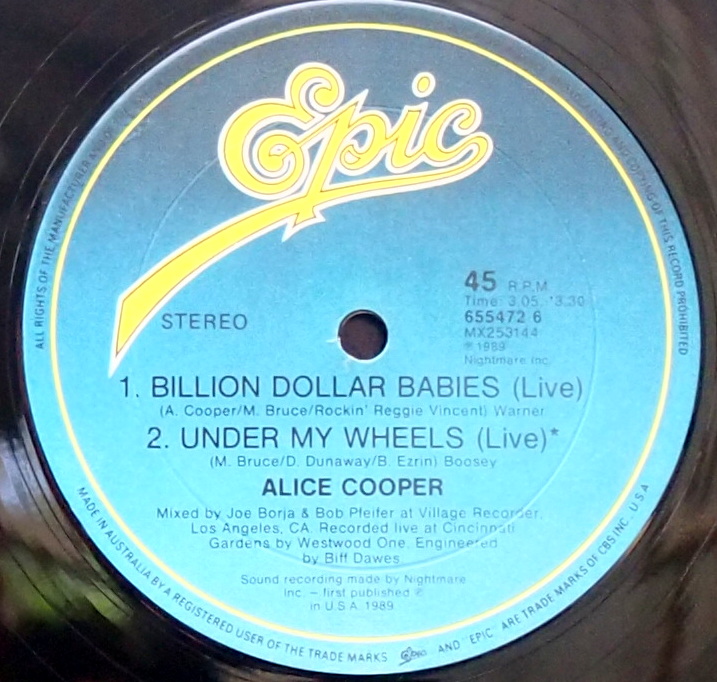 Epic
45 R.P.M
Time: 3.05. *3.30
STEREO
655472 6
MX253144
℗ 1989
Nightmare Inc.
1. BILLION DOLLAR BABIES (Live)
(A. Cooper/M. Bruce/Rockin' Reggie Vincent) Warner
2. UNDER MY WHEELS (Live)*
(M. Bruce/D. Dunaway/B. Ezrin) Boosey
ALICE COOPER
Mixed by Joe Borja & Bob Pfeifer at Village Recorder,
Los Angeles, CA. Recorded live at Cincinnati
Gardens by Westwood One, Engineered
by Biff Dawes
Sound recording made by Nightmare
Inc. – first published ℗
in U.S.A. 1989
ALL RIGHTS OF THE MANUFACTURER
AND COPYING OF THIS RECORD PROHIBITED
MADE IN AUSTRALIA BY A REGISTERED USER OF THE TRADE MARKS Epic AND "EPIC" ARE TRADE MARKS OF CBS INC. U.S.A